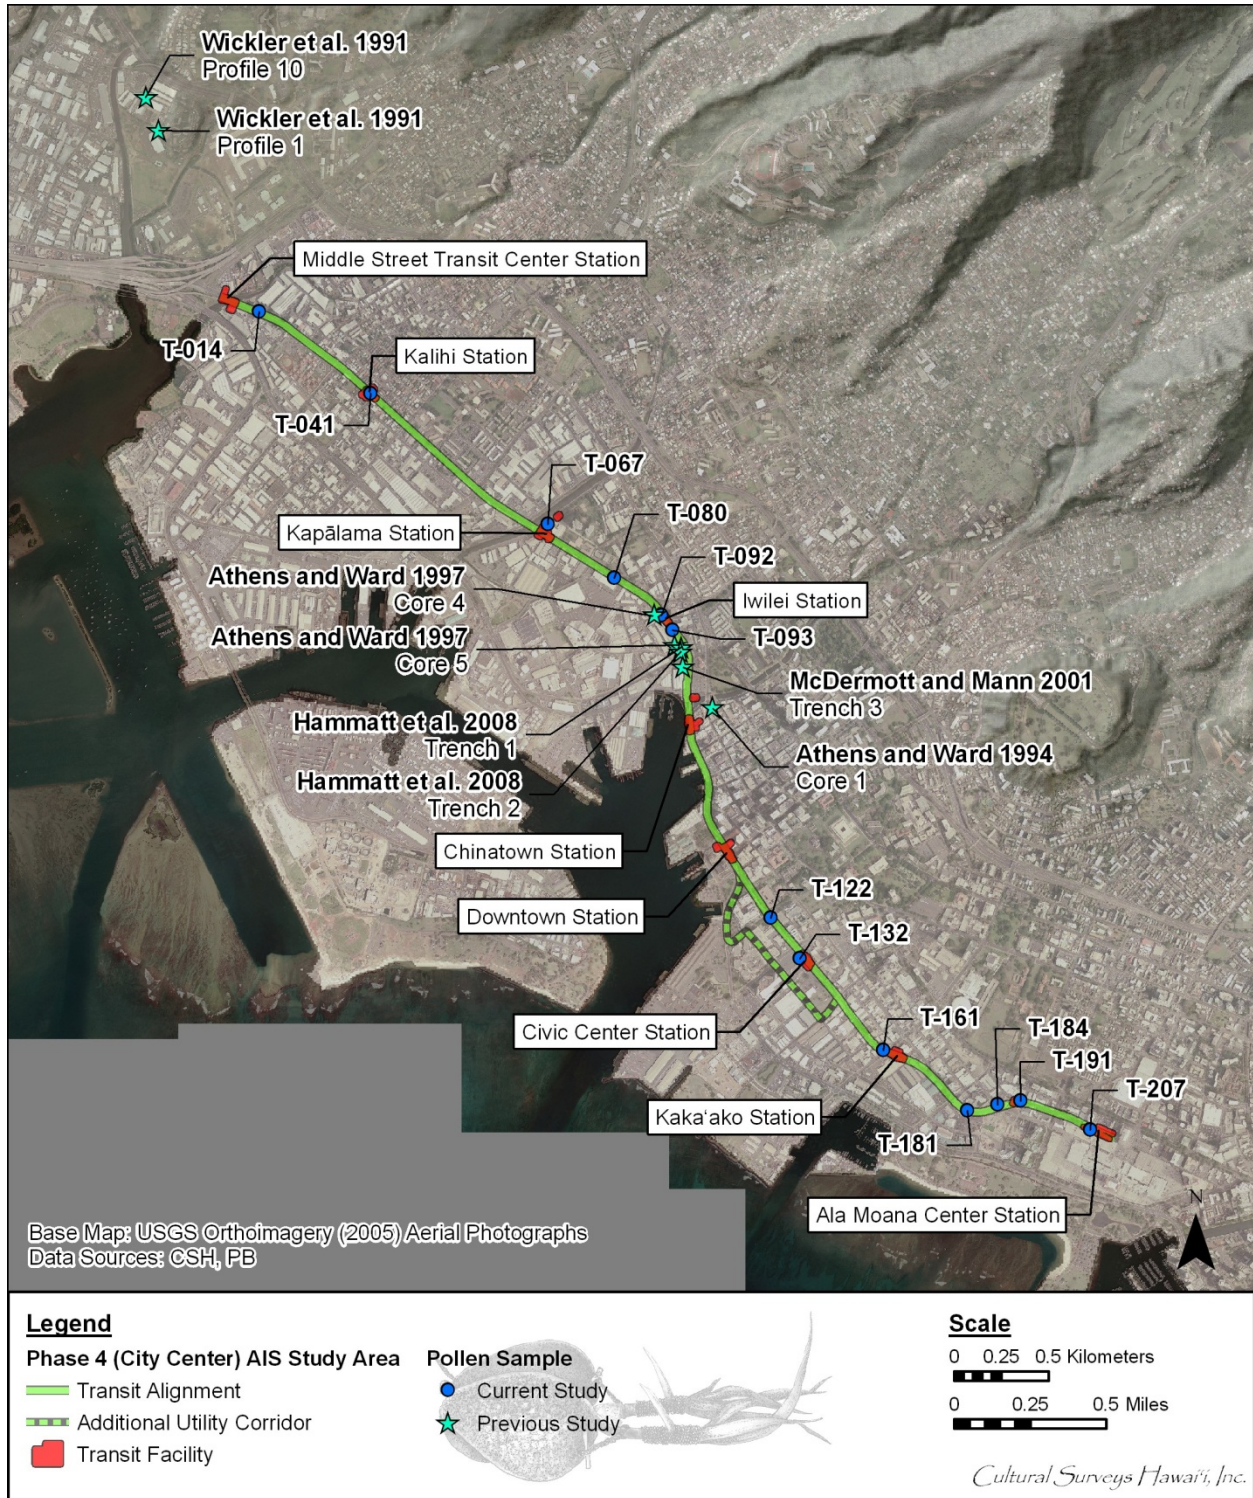 Wickler et al. 1991
Profile 10
Wickler et al. 1991
Profile 1
Middle Street Transit Center Station
T-014
Kalihi Station
T-041
T-067
Kapālama Station
T-080
Athens and Ward 1997
Core 4
T-092
Iwilei Station
Athens and Ward 1997
Core 5
T-093
McDermott and Mann 2001
Trench 3
Hammatt et al. 2008
Trench 1
Athens and Ward 1994
Core 1
Hammatt et al. 2008
Trench 2
Chinatown Station
T-122
Downtown Station
T-132
Civic Center Station
T-161
T-184
T-191
T-207
Kakaʻako Station
T-181
Ala Moana Center Station
N
Base Map: USGS Orthoimagery (2005) Aerial Photographs
Data Sources: CSH, PB
Legend
Phase 4 (City Center) AIS Study Area
Transit Alignment
Additional Utility Corridor
Transit Facility
Pollen Sample
Current Study
Previous Study
Scale
0 0.25 0.5 Kilometers
0 0.25 0.5 Miles
Cultural Surveys Hawaiʻi, Inc.